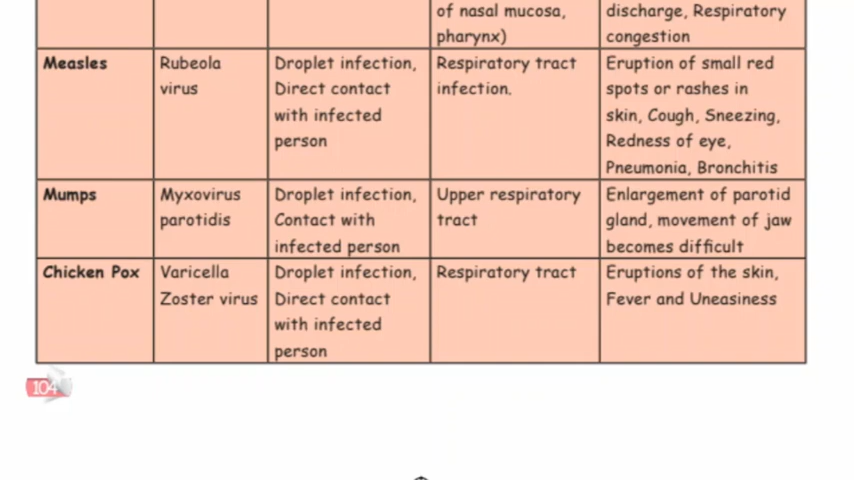 of nasal mucosa,
pharynx)
discharge, Respiratory
congestion
Measles
Rubeola
virus
Droplet infection,
Direct contact
with infected
person
Respiratory tract
infection.
Eruption of small red
spots or rashes in
skin, Cough, Sneezing,
Redness of eye,
Pneumonia, Bronchitis
Mumps
Myxovirus
parotidis
Droplet infection,
Contact with
infected person
Upper respiratory
tract
Enlargement of parotid
gland, movement of jaw
becomes difficult
Chicken Pox
Varicella
Zoster virus
Droplet infection,
Direct contact
with infected
person
Respiratory tract
Eruptions of the skin,
Fever and Uneasiness
104